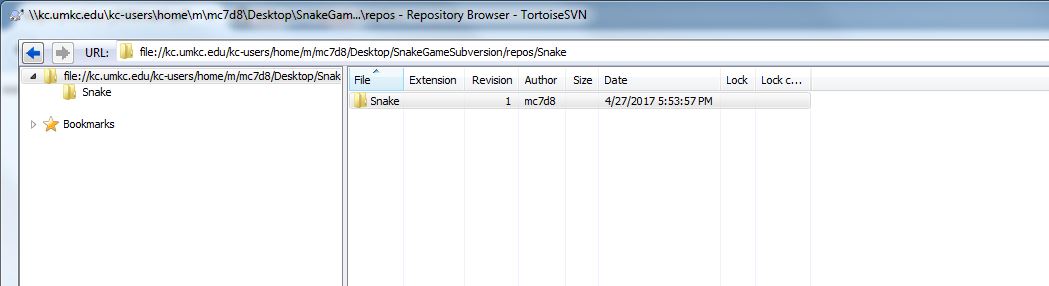 \\kc.umkc.edu\kc-users\home\m\mc7d8\Desktop\SnakeGam...\repos - Repository Browser - TortoiseSVN
URL: file://kc.umkc.edu/kc-users/home/m/mc7d8/Desktop/SnakeGameSubversion/repos/Snake
file://kc.umkc.edu/kc-users/home/m/mc7d8/Desktop/Snak
Snake
Bookmarks
File Extension Revision Author Size Date Lock Lock c...
Snake 1 mc7d8 4/27/2017 5:53:57 PM